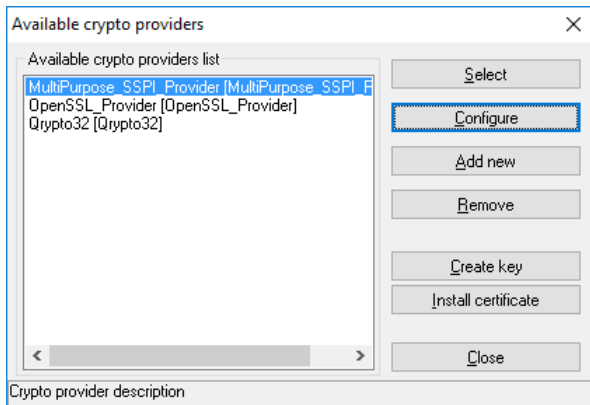 Available crypto providers
Available crypto providers list
MultiPurpose_SSPI_Provider [MultiPurpose_SSPI_P
OpenSSL_Provider [OpenSSL_Provider]
Qrypto32 [Qrypto32]
Select
Configure
Add new
Remove
Create key
Install certificate
Close
Crypto provider description